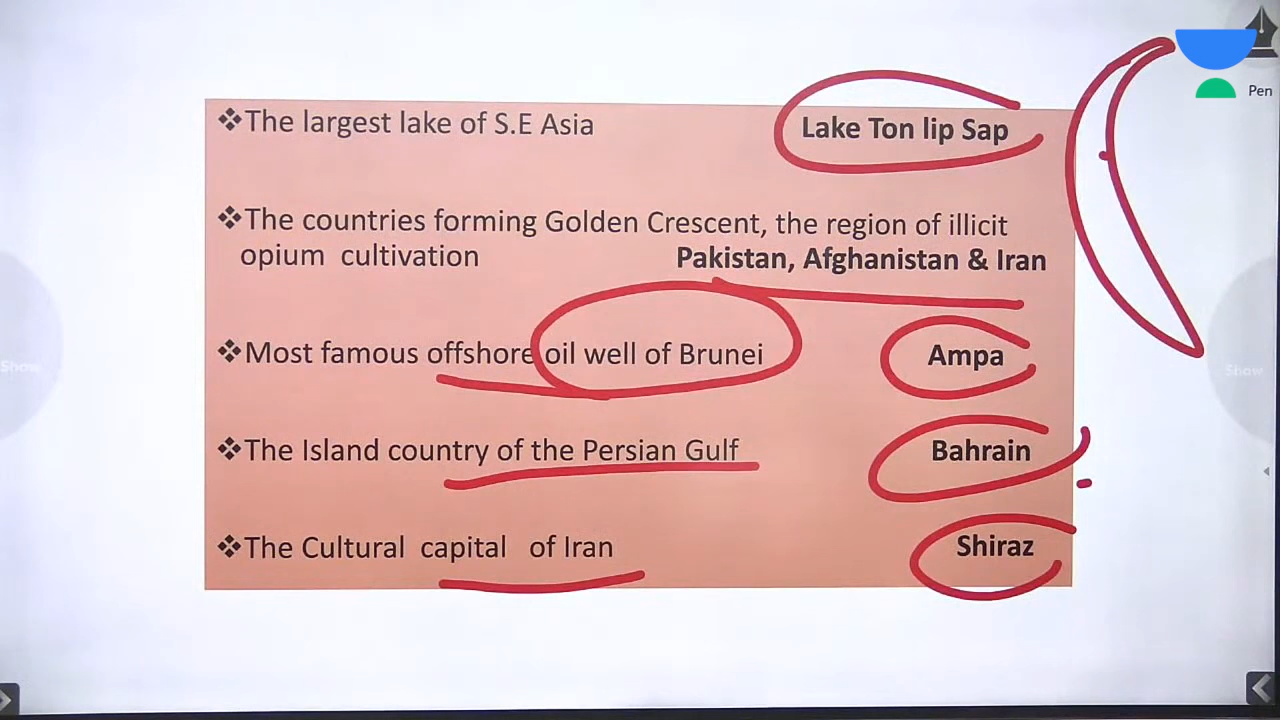 Pen
❖The largest lake of S.E Asia Lake Ton lip Sap
❖The countries forming Golden Crescent, the region of illicit
opium cultivation Pakistan, Afghanistan & Iran
❖Most famous offshore oil well of Brunei Ampa
Show Show
❖The Island country of the Persian Gulf Bahrain
❖The Cultural capital of Iran Shiraz